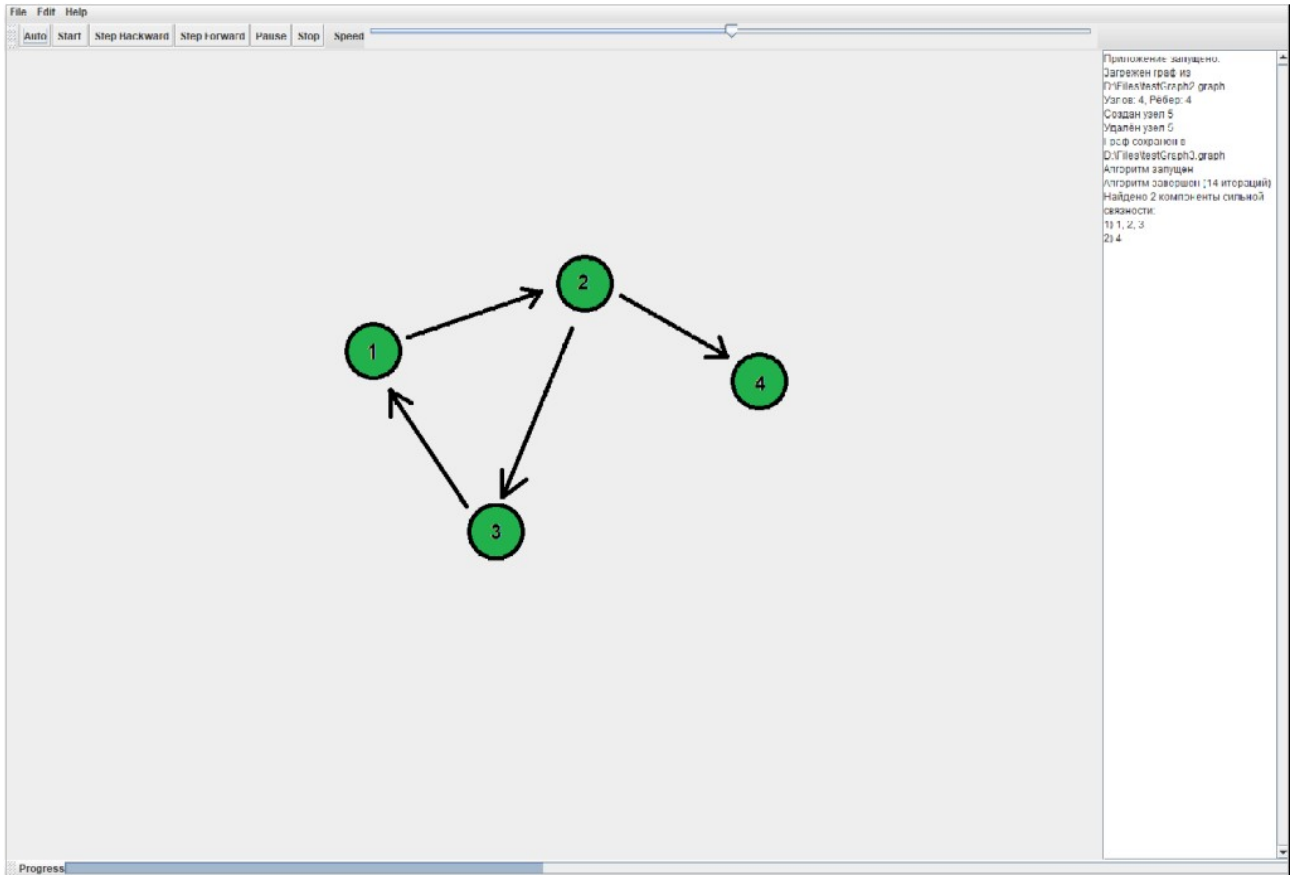 File Edit Help
Auto Start Step Backward Step Forward Pause Stop Speed
Приложение запущено.
Загрежен граф из
D:\Files\testGraph2.graph
Узлов: 4, Рёбер: 4
Создан узел 5
Удалён узел 5
Граф сохранен в
D:\Files\testGraph3.graph
Алгоритм запущен
Алгоритм завершен (14 итераций)
Найдено 2 компоненты сильной
связности:
1) 1, 2, 3
2) 4
2
1
4
3
Progress